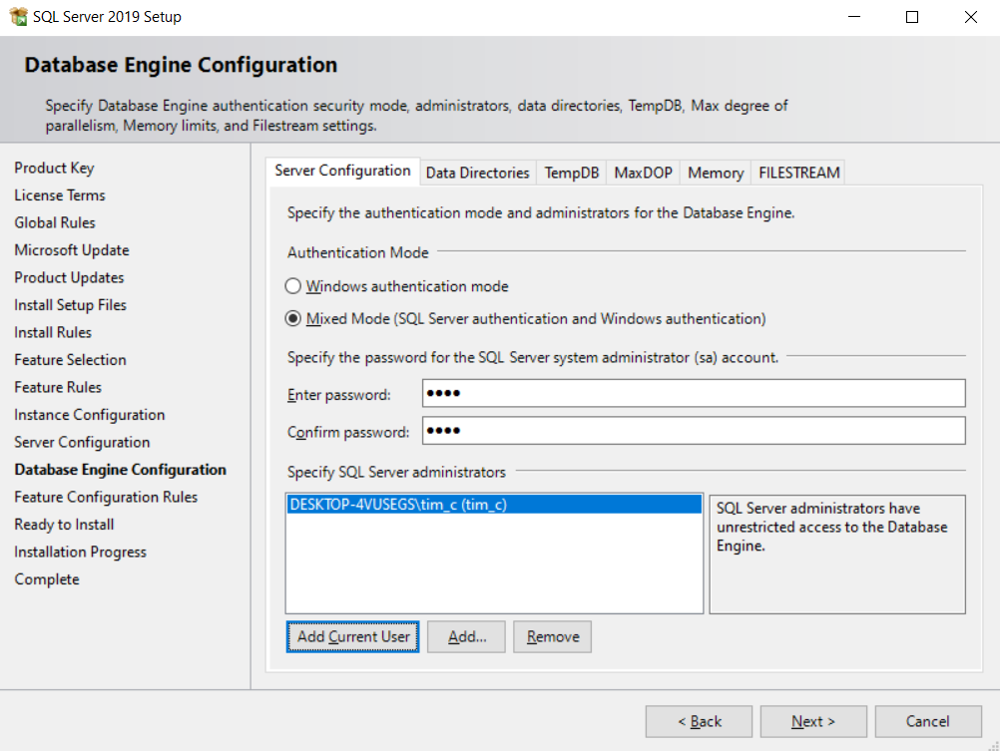 SQL Server 2019 Setup
Database Engine Configuration
Specify Database Engine authentication security mode, administrators, data directories, TempDB, Max degree of
parallelism, Memory limits, and Filestream settings.
Product Key
License Terms
Global Rules
Microsoft Update
Product Updates
Install Setup Files
Install Rules
Feature Selection
Feature Rules
Instance Configuration
Server Configuration
Database Engine Configuration
Feature Configuration Rules
Ready to Install
Installation Progress
Complete
Server Configuration Data Directories TempDB MaxDOP Memory FILESTREAM
Specify the authentication mode and administrators for the Database Engine.
Authentication Mode
Windows authentication mode
Mixed Mode (SQL Server authentication and Windows authentication)
Specify the password for the SQL Server system administrator (sa) account.
Enter password: ●●●●
Confirm password: ●●●●
Specify SQL Server administrators
DESKTOP-4VUSEGS\tim_c (tim_c)
SQL Server administrators have
unrestricted access to the Database
Engine.
Add Current User Add... Remove
< Back Next > Cancel